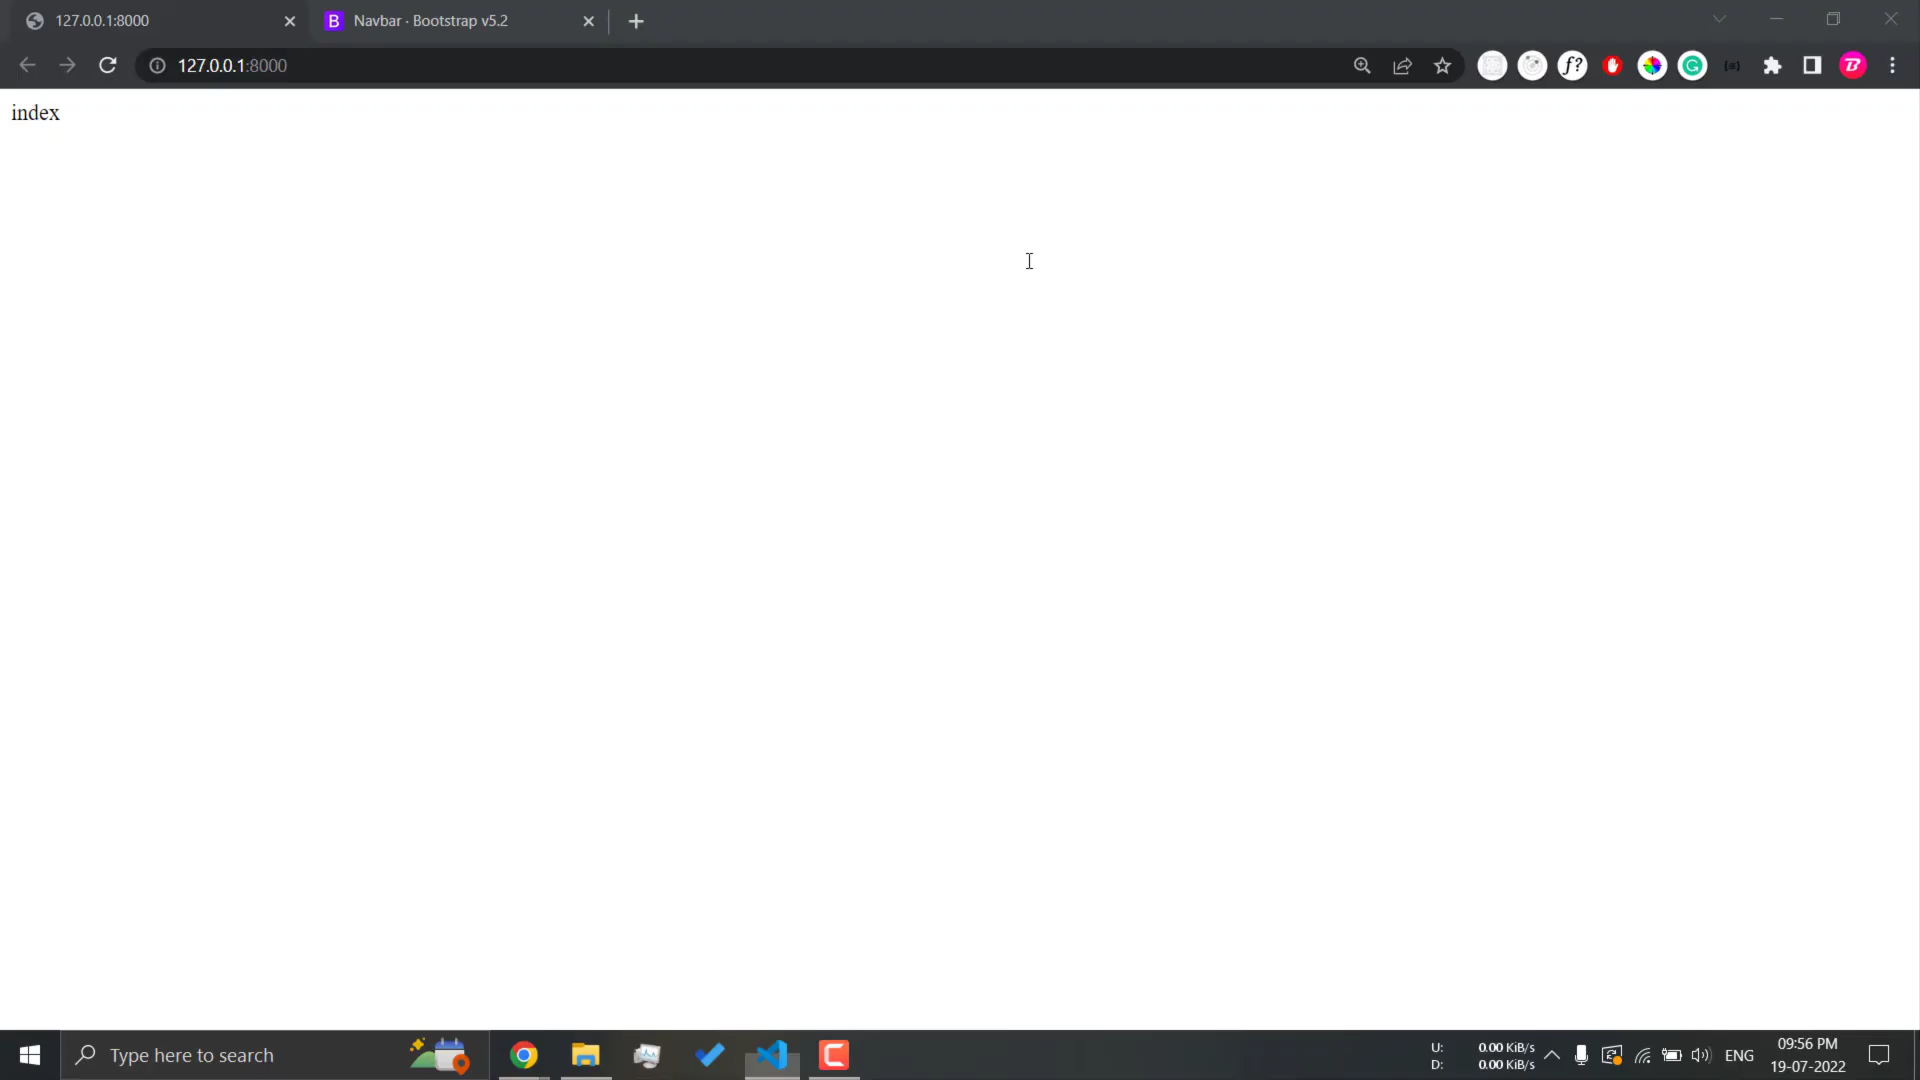 127.0.0.1:8000
Navbar · Bootstrap v5.2
127.0.0.1:8000
index
Type here to search
U: 0.00 KiB/s
D: 0.00 KiB/s
ENG
09:56 PM
19-07-2022